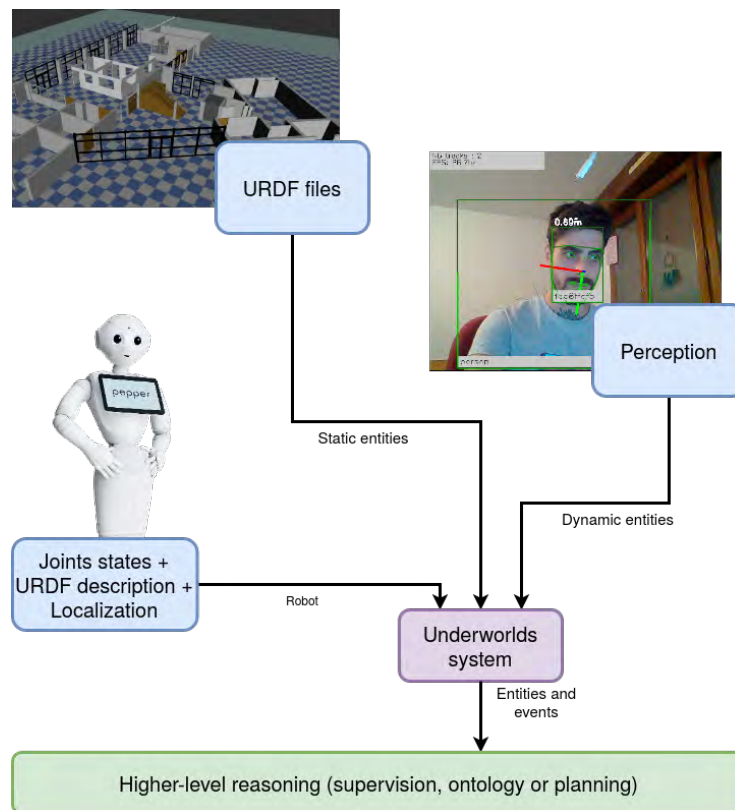 URDF files
0.89m
Perception
person
pepper
Static entities
Dynamic entities
Joints states +
URDF description +
Localization
Robot
Underworlds
system
Entities and
events
Higher-level reasoning (supervision, ontology or planning)